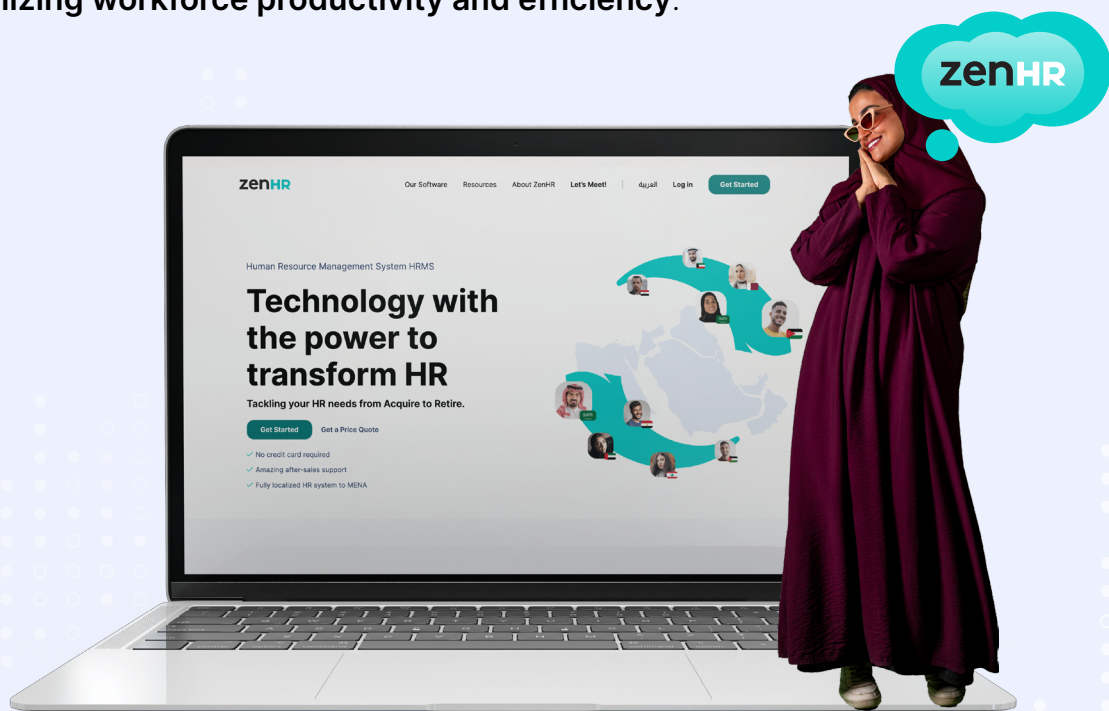 lizing workforce productivity and efficiency.
zenHR
zenHR
Our Software Resources About ZenHR Let's Meet! العربية Log in Get Started
Human Resource Management System HRMS
Technology with
the power to
transform HR
Tackling your HR needs from Acquire to Retire.
Get Started Get a Price Quote
✓ No credit card required
✓ Amazing after-sales support
✓ Fully localized HR system to MENA